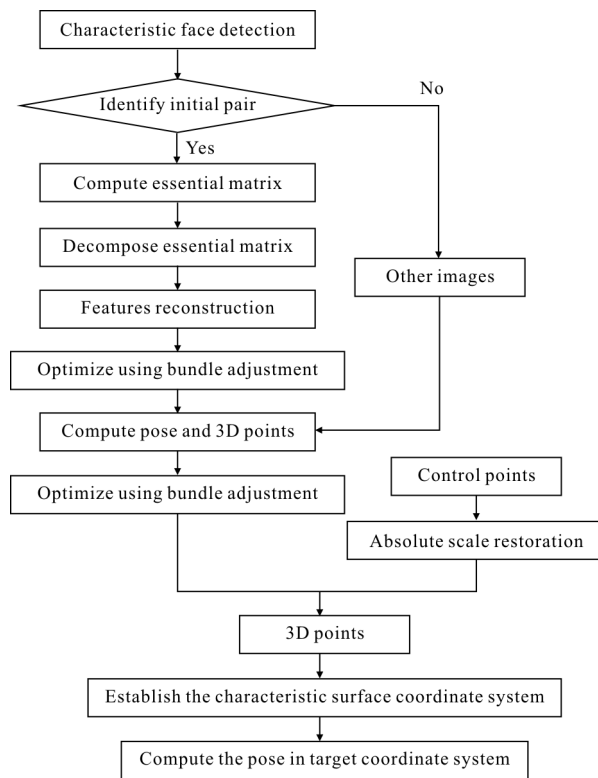 Characteristic face detection
No
Identify initial pair
Yes
Compute essential matrix
Decompose essential matrix
Other images
Features reconstruction
Optimize using bundle adjustment
Compute pose and 3D points
Control points
Optimize using bundle adjustment
Absolute scale restoration
3D points
Establish the characteristic surface coordinate system
Compute the pose in target coordinate system